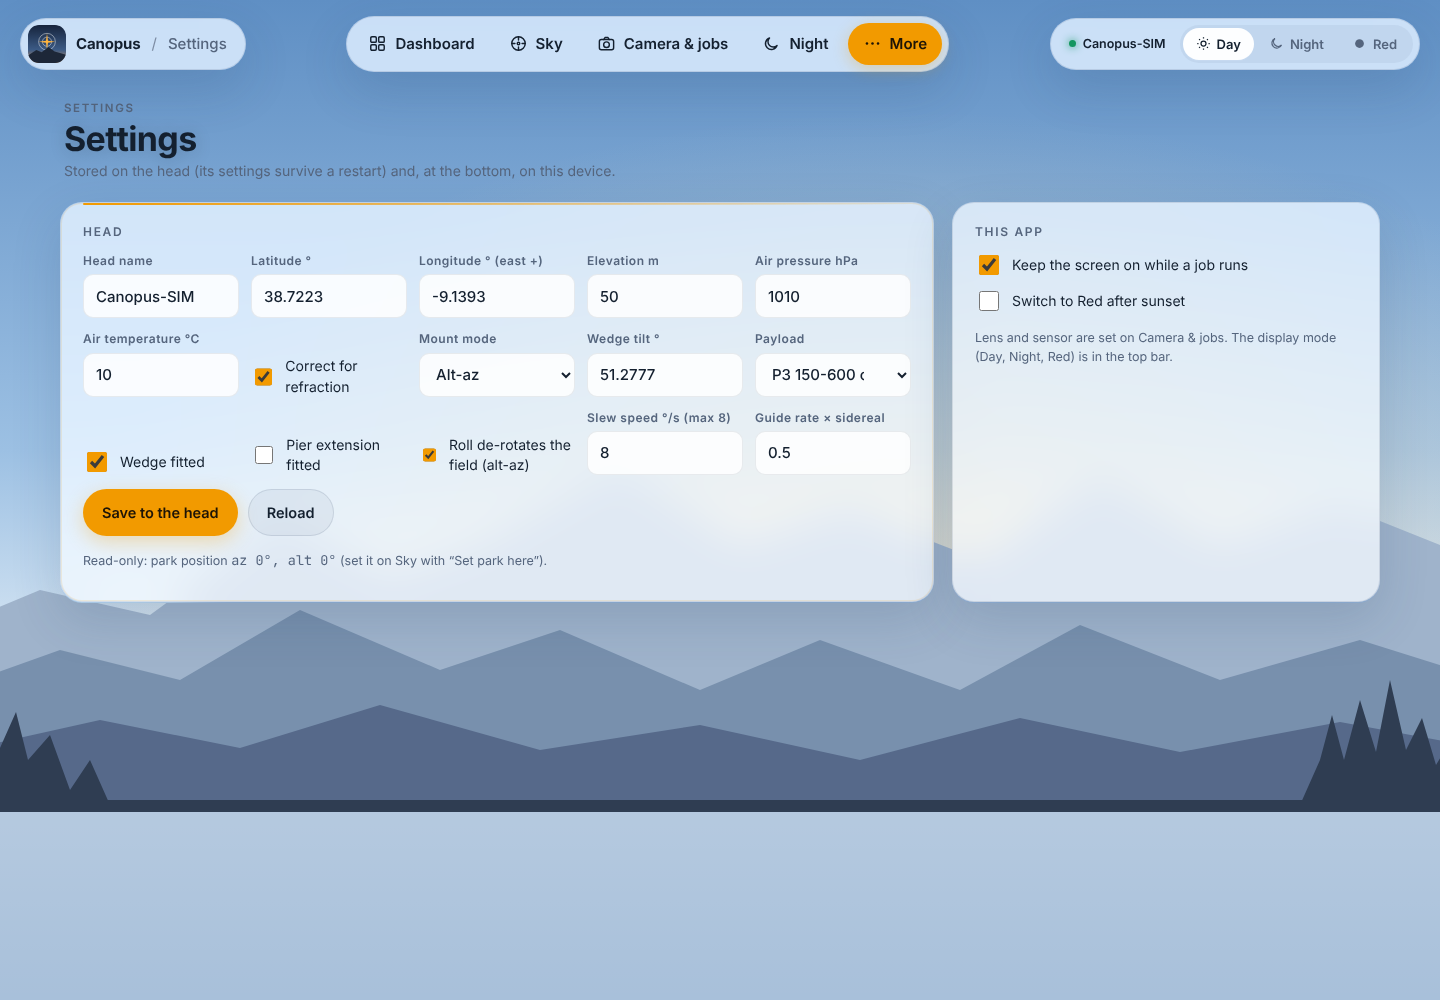 Canopus / Settings
Dashboard Sky Camera & jobs Night More
Canopus-SIM Day Night Red
SETTINGS
Settings
Stored on the head (its settings survive a restart) and, at the bottom, on this device.
HEAD
Head name Latitude ° Longitude ° (east +) Elevation m Air pressure hPa
Canopus-SIM 38.7223 -9.1393 50 1010
Air temperature °C Mount mode Wedge tilt ° Payload
10 Correct for refraction Alt-az 51.2777 P3 150-600
Slew speed °/s (max 8) Guide rate × sidereal
Wedge fitted Pier extension fitted Roll de-rotates the field (alt-az) 8 0.5
Save to the head Reload
Read-only: park position az 0°, alt 0° (set it on Sky with “Set park here”).
THIS APP
Keep the screen on while a job runs
Switch to Red after sunset
Lens and sensor are set on Camera & jobs. The display mode
(Day, Night, Red) is in the top bar.